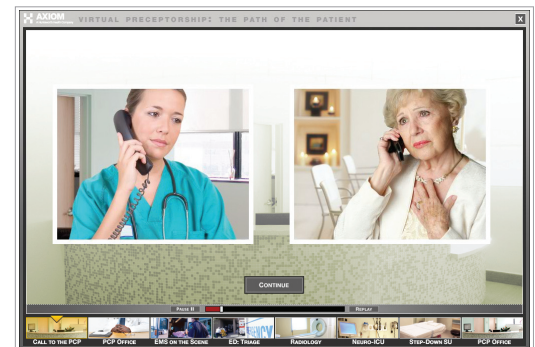 AXIOM VIRTUAL PRECEPTORSHIP: THE PATH OF THE PATIENT X
CONTINUE
PAUSE II REPLAY
CALL TO THE PCP PCP OFFICE EMS ON THE SCENE ED: TRIAGE RADIOLOGY NEURO-ICU STEP-DOWN SU PCP OFFICE